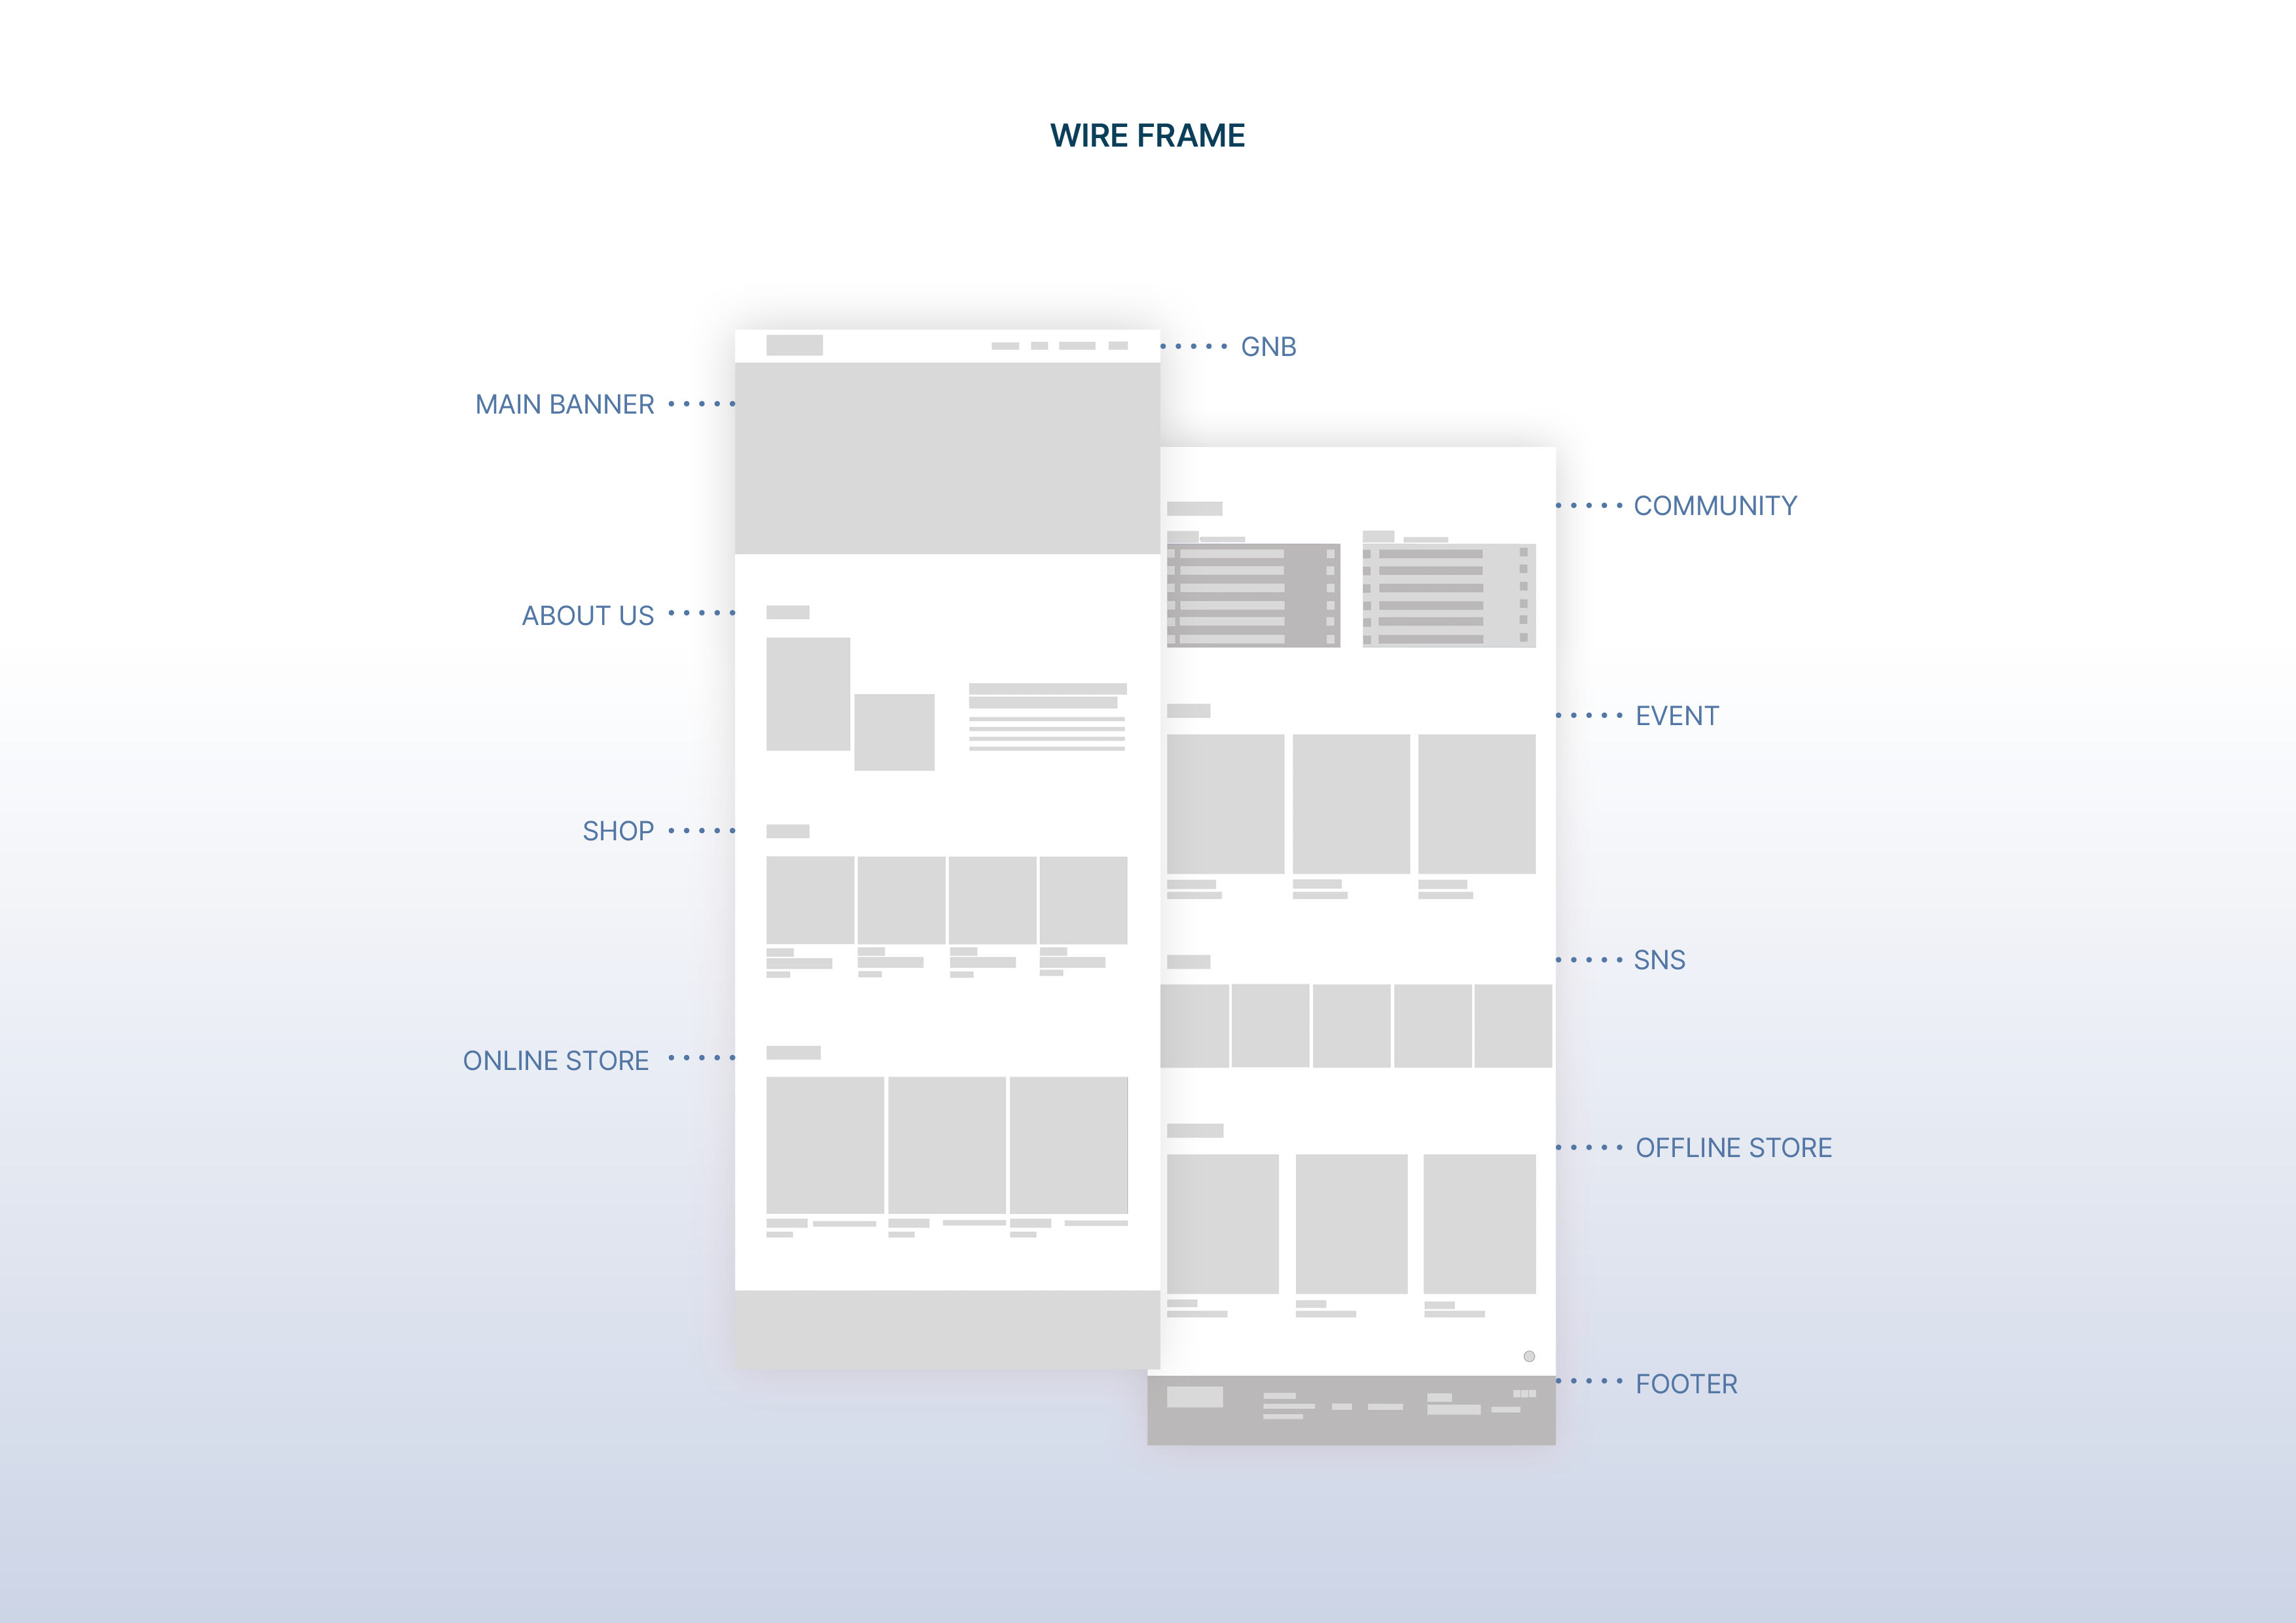 WIRE FRAME
GNB
MAIN BANNER
COMMUNITY
ABOUT US
EVENT
SHOP
SNS
ONLINE STORE
OFFLINE STORE
FOOTER